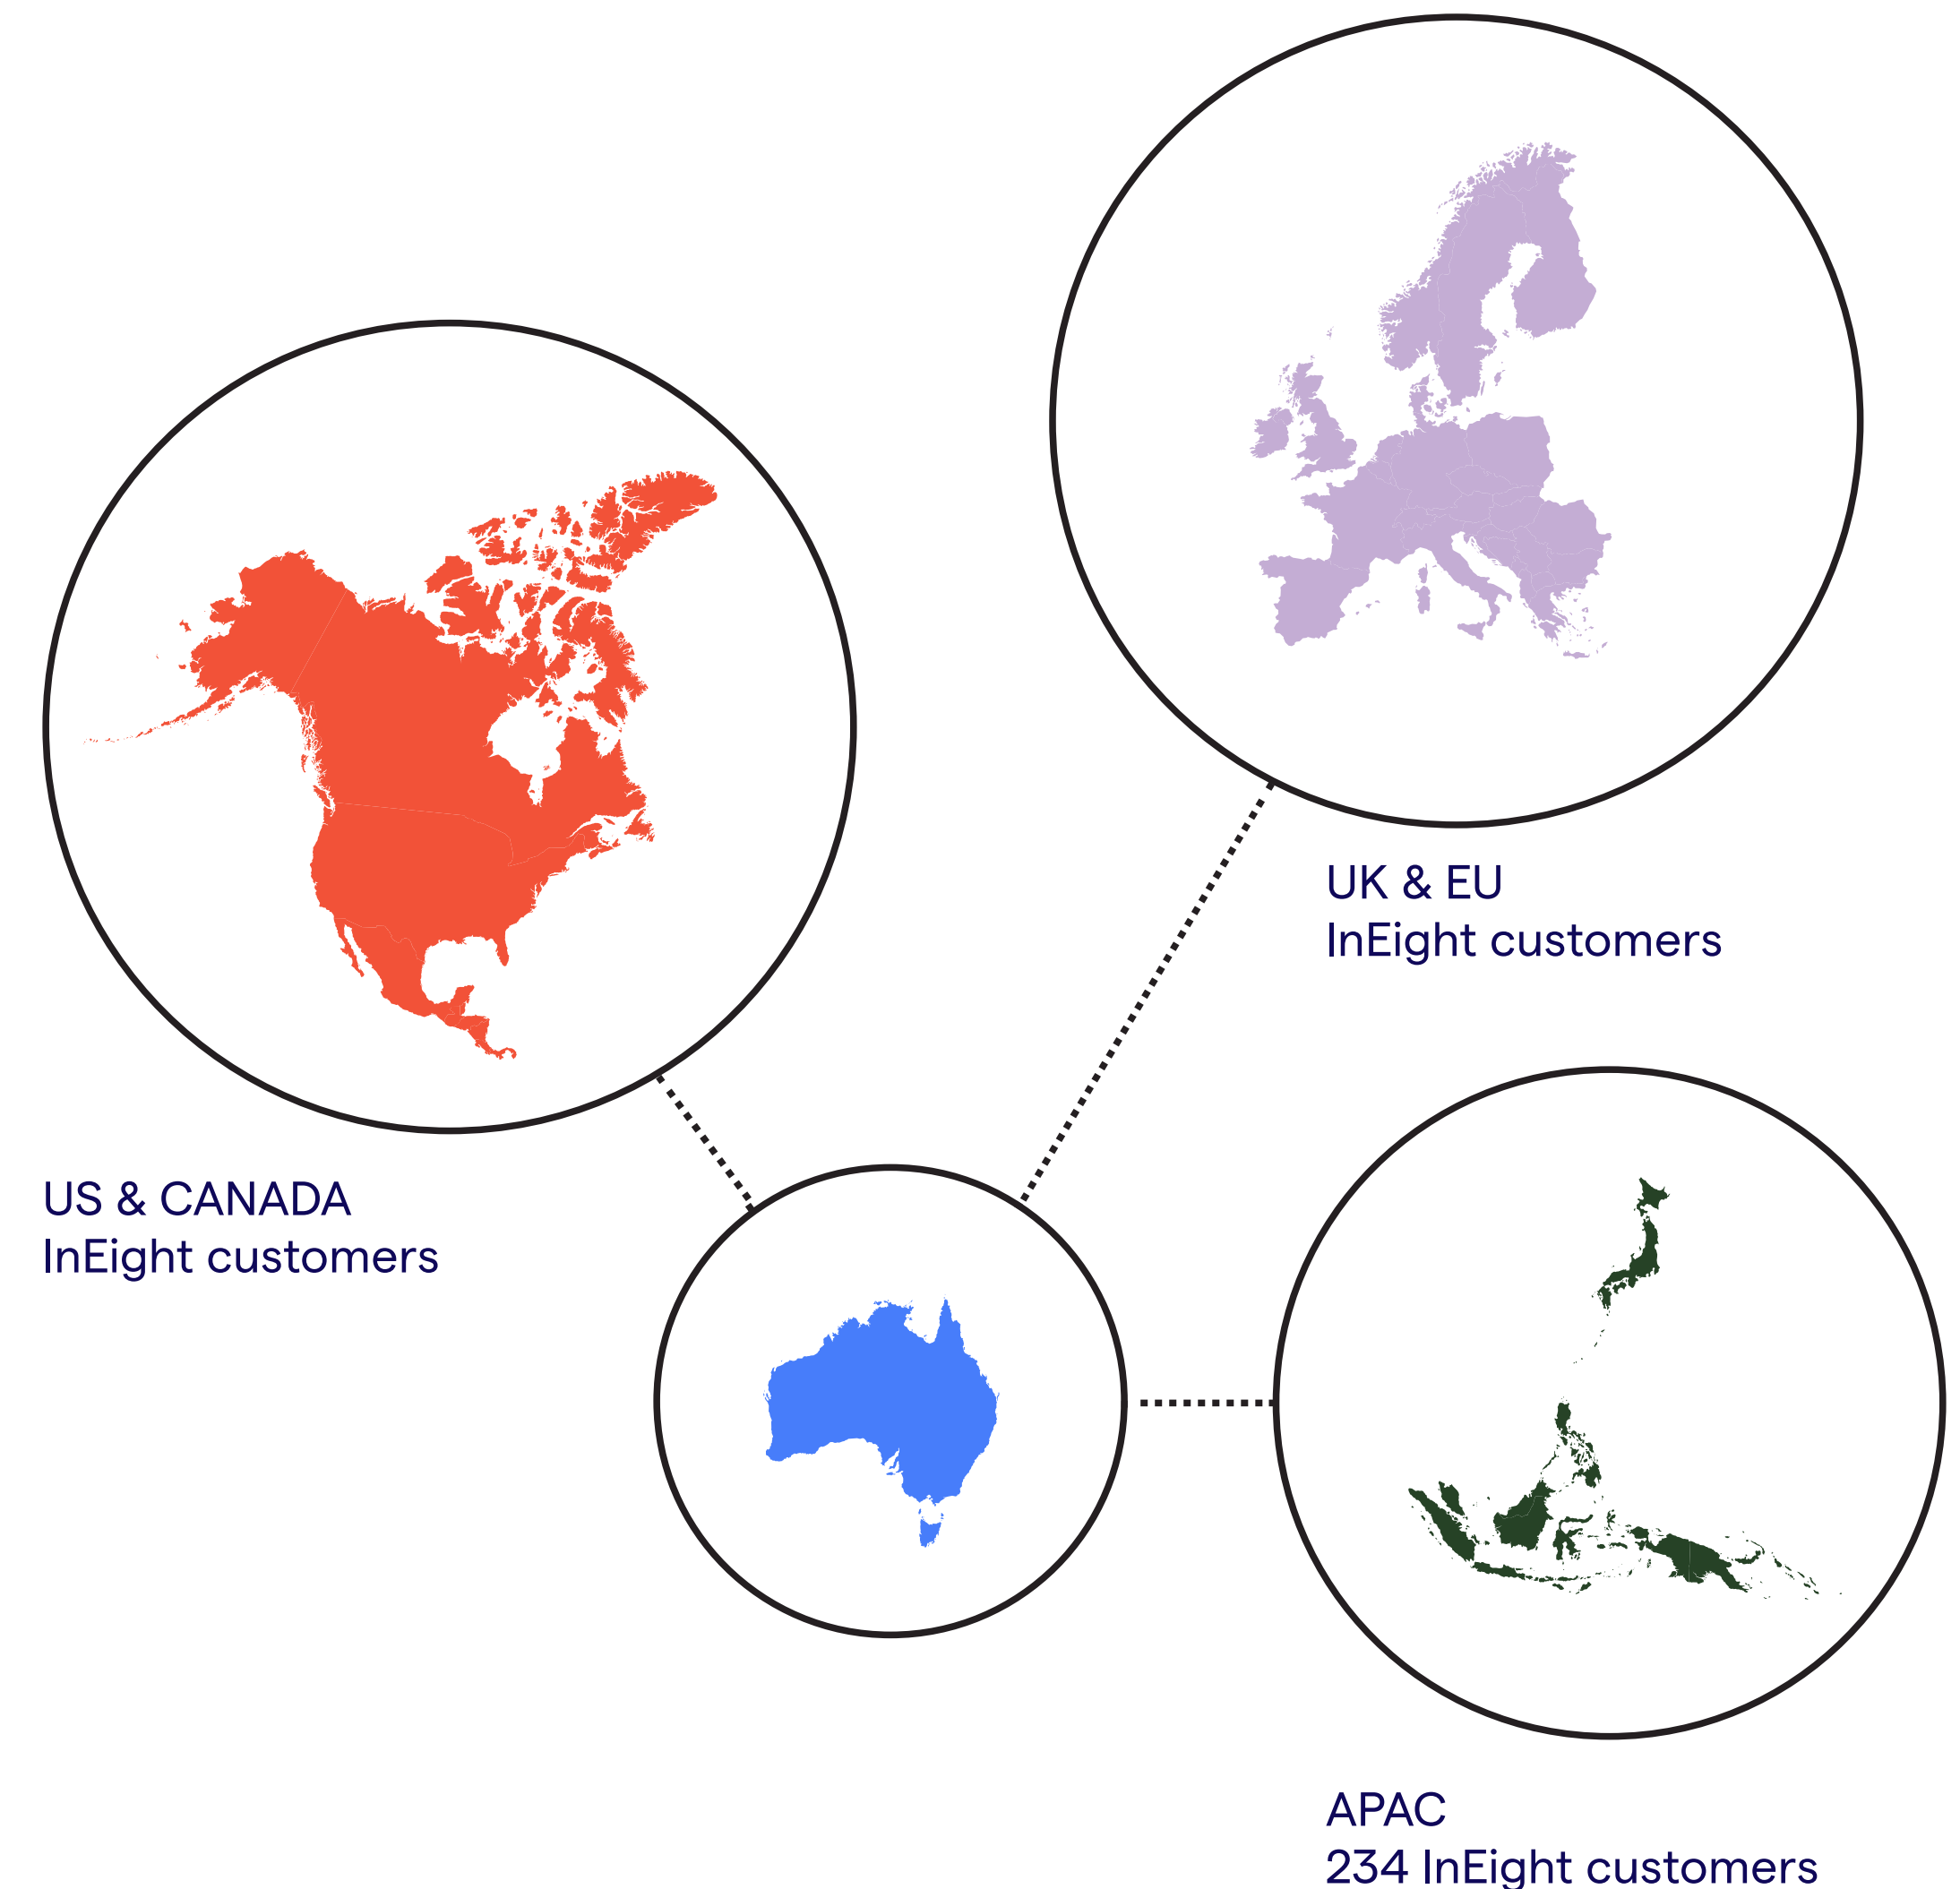 UK & EU
InEight customers
US & CANADA
InEight customers
APAC
234 InEight customers